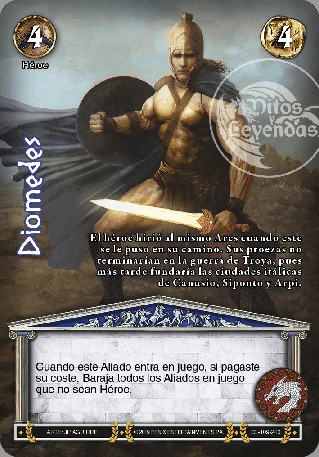 4
4
Héroe
Mitos y
Leyendas
Diomedes
El héroe hirió al mismo Ares cuando este
se le puso en su camino. Sus proezas no
terminarían en la guerra de Troya, pues
más tarde fundaría las ciudades itálicas
de Canusio, Siponto y Arpi.
Cuando este Aliado entra en juego, si pagaste
su coste, Baraja todos los Aliados en juego
que no sean Héroe.